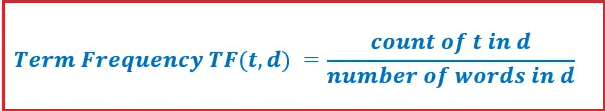 Term Frequency TF(t, d) = count of t in d / number of words in d